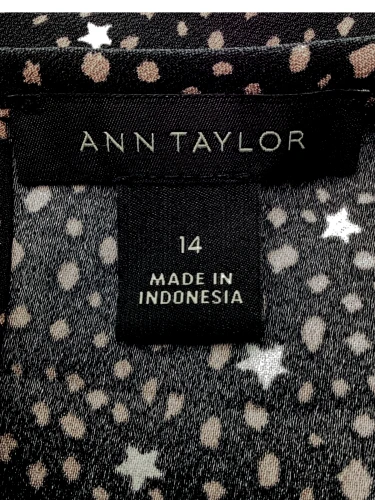 ANN TAYLOR
14
MADE IN
INDONESIA